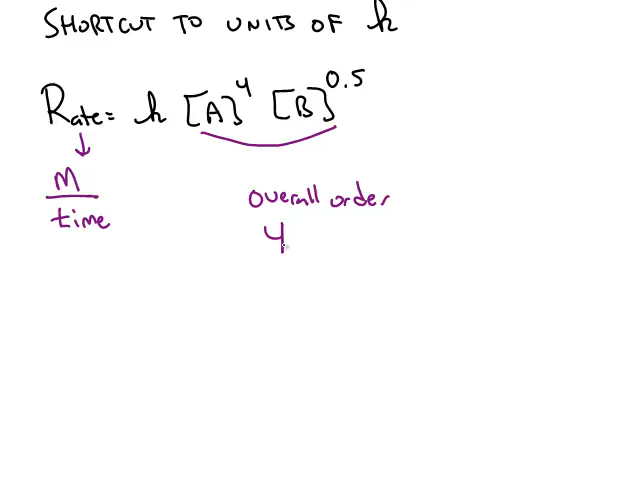 SHORTCUT TO UNITS OF k
Rate = k [A]^4 [B]^0.5
M
time
overall order
4